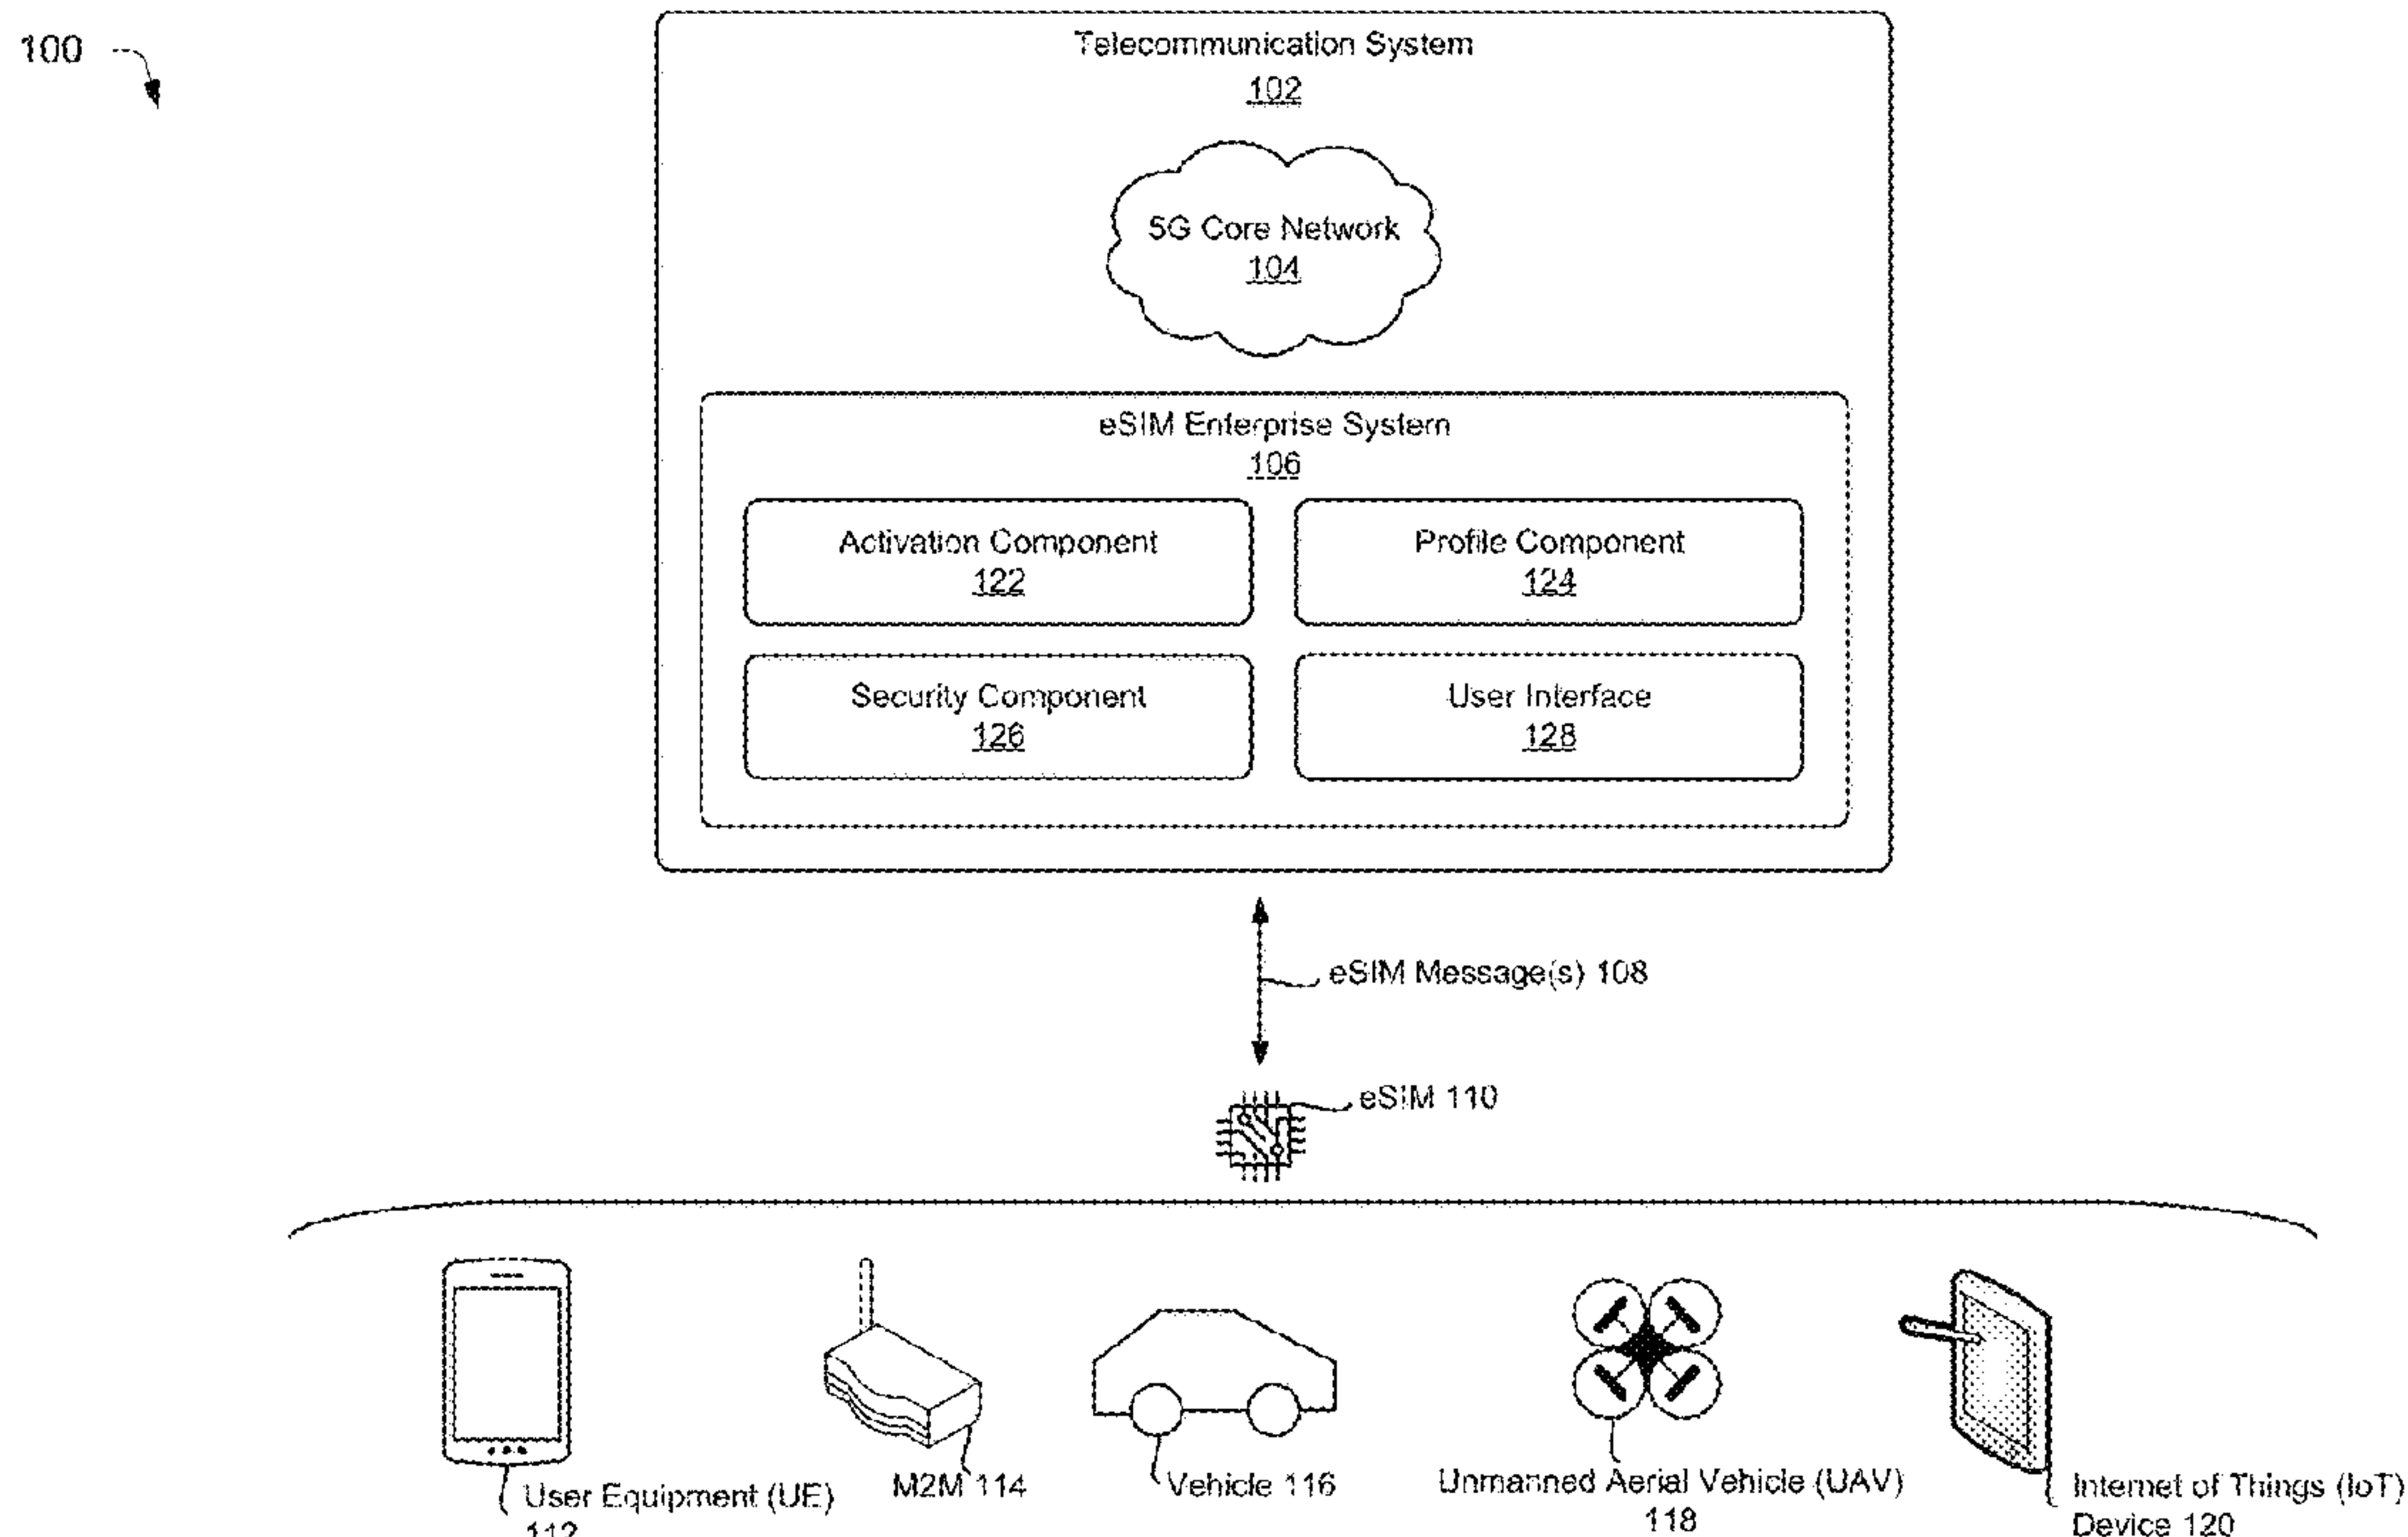 100
Telecommunication System
102
5G Core Network
104
eSIM Enterprise System
106
Activation Component
122
Profile Component
124
Security Component
126
User Interface
128
eSIM Message(s) 108
eSIM 110
User Equipment (UE)
112
M2M 114
Vehicle 116
Unmanned Aerial Vehicle (UAV)
118
Internet of Things (IoT)
Device 120